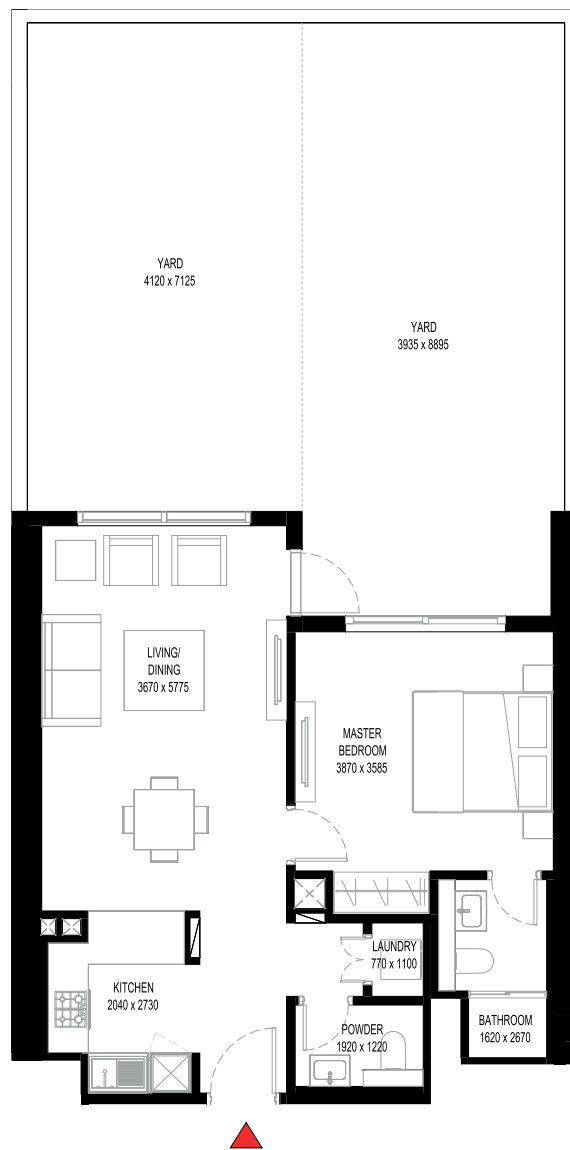 YARD
4120 x 7125
YARD
3935 x 8895
LIVING/
DINING
3670 x 5775
MASTER
BEDROOM
3870 x 3585
LAUNDRY
770 x 1100
KITCHEN
2040 x 2730
POWDER
1920 x 1220
BATHROOM
1620 x 2670